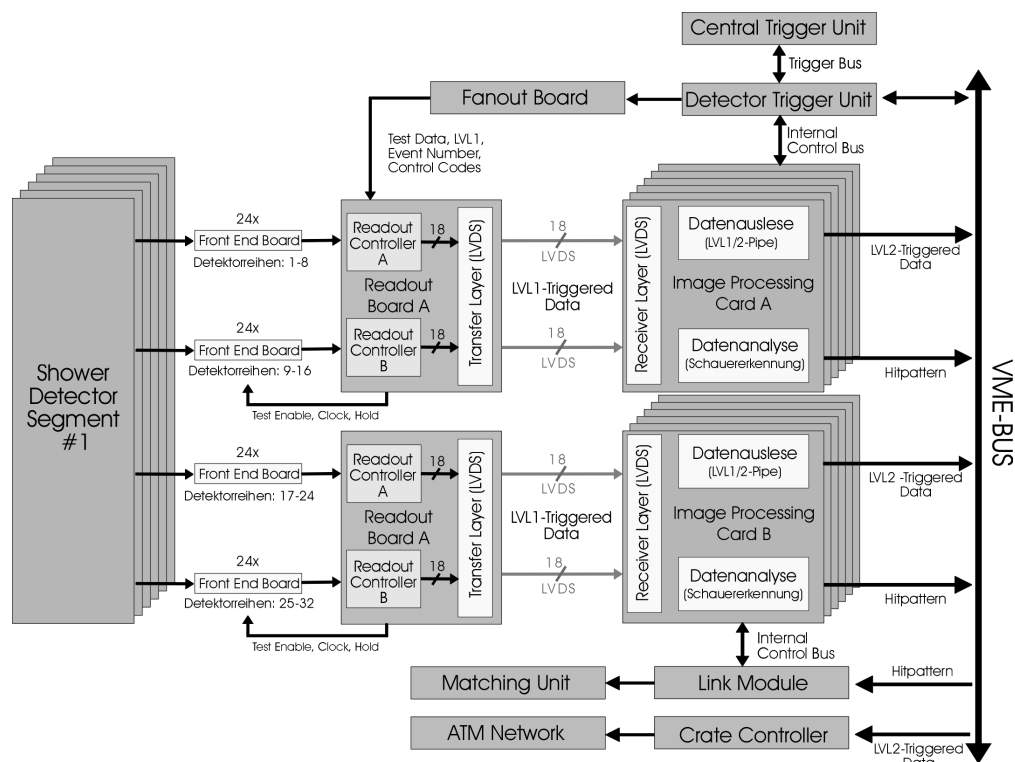 Central Trigger Unit
Trigger Bus
Fanout Board
Detector Trigger Unit
Test Data, LVL1,
Event Number,
Control Codes
Internal
Control Bus
24x
Front End Board
Detektorreihen: 1-8
Readout
Controller
A
18
Readout
Board A
Transfer Layer (LVDS)
18
LVDS
LVL1-Triggered
Data
Receiver Layer (LVDS)
Datenauslese
(LVL1/2-Pipe)
LVL2-Triggered
Data
Image Processing
Card A
24x
Front End Board
Detektorreihen: 9-16
Readout
Controller
B
18
18
LVDS
Datenanalyse
(Schauererkennung)
Hitpattern
Test Enable, Clock, Hold
Shower
Detector
Segment
#1
VME-BUS
24x
Front End Board
Detektorreihen: 17-24
Readout
Controller
A
18
Readout
Board A
Transfer Layer (LVDS)
18
LVDS
LVL1-Triggered
Data
Receiver Layer (LVDS)
Datenauslese
(LVL1/2-Pipe)
LVL2 -Triggered
Data
Image Processing
Card B
24x
Front End Board
Detektorreihen: 25-32
Readout
Controller
B
18
18
LVDS
Datenanalyse
(Schauererkennung)
Hitpattern
Test Enable, Clock, Hold
Internal
Control Bus
Matching Unit
Link Module
Hitpattern
ATM Network
Crate Controller
LVL2-Triggered
Data